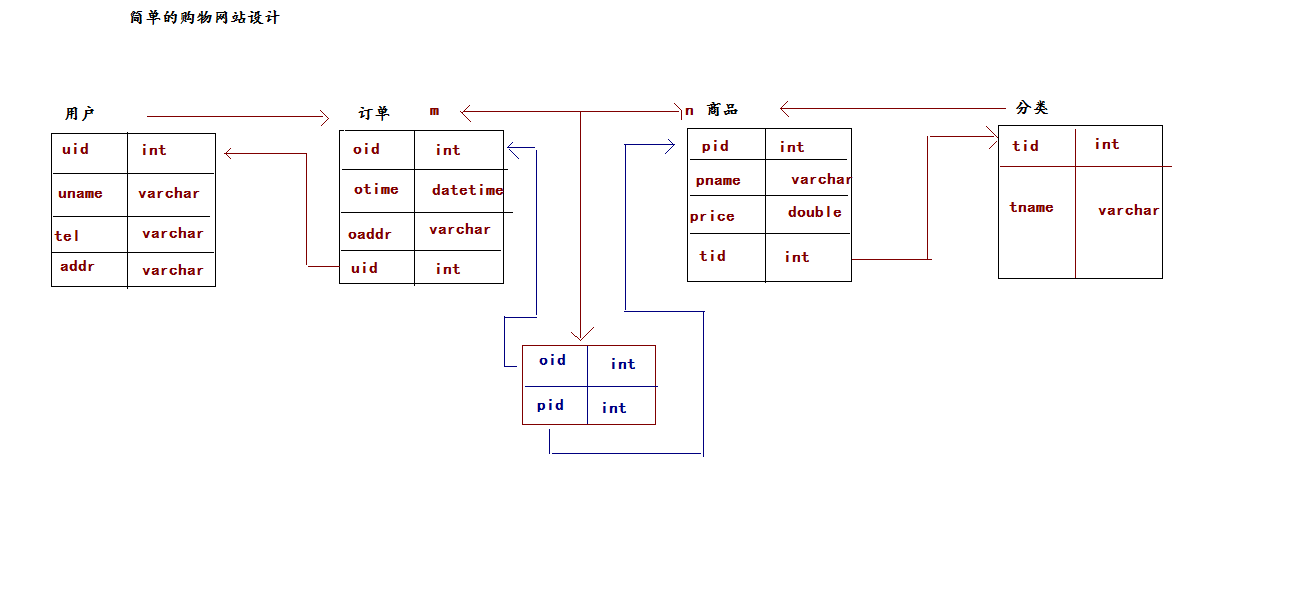 简单的购物网站设计
用户
uid int
uname varchar
tel varchar
addr varchar
订单 m
oid int
otime datetime
oaddr varchar
uid int
n 商品
pid int
pname varchar
price double
tid int
分类
tid int
tname varchar
oid int
pid int